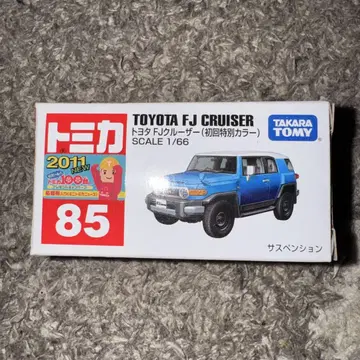 トミカ
2011
NEW
85
TOYOTA FJ CRUISER
トヨタ FJクルーザー(初回特別カラー)
SCALE 1/66
TAKARA
TOMY
サスペンション